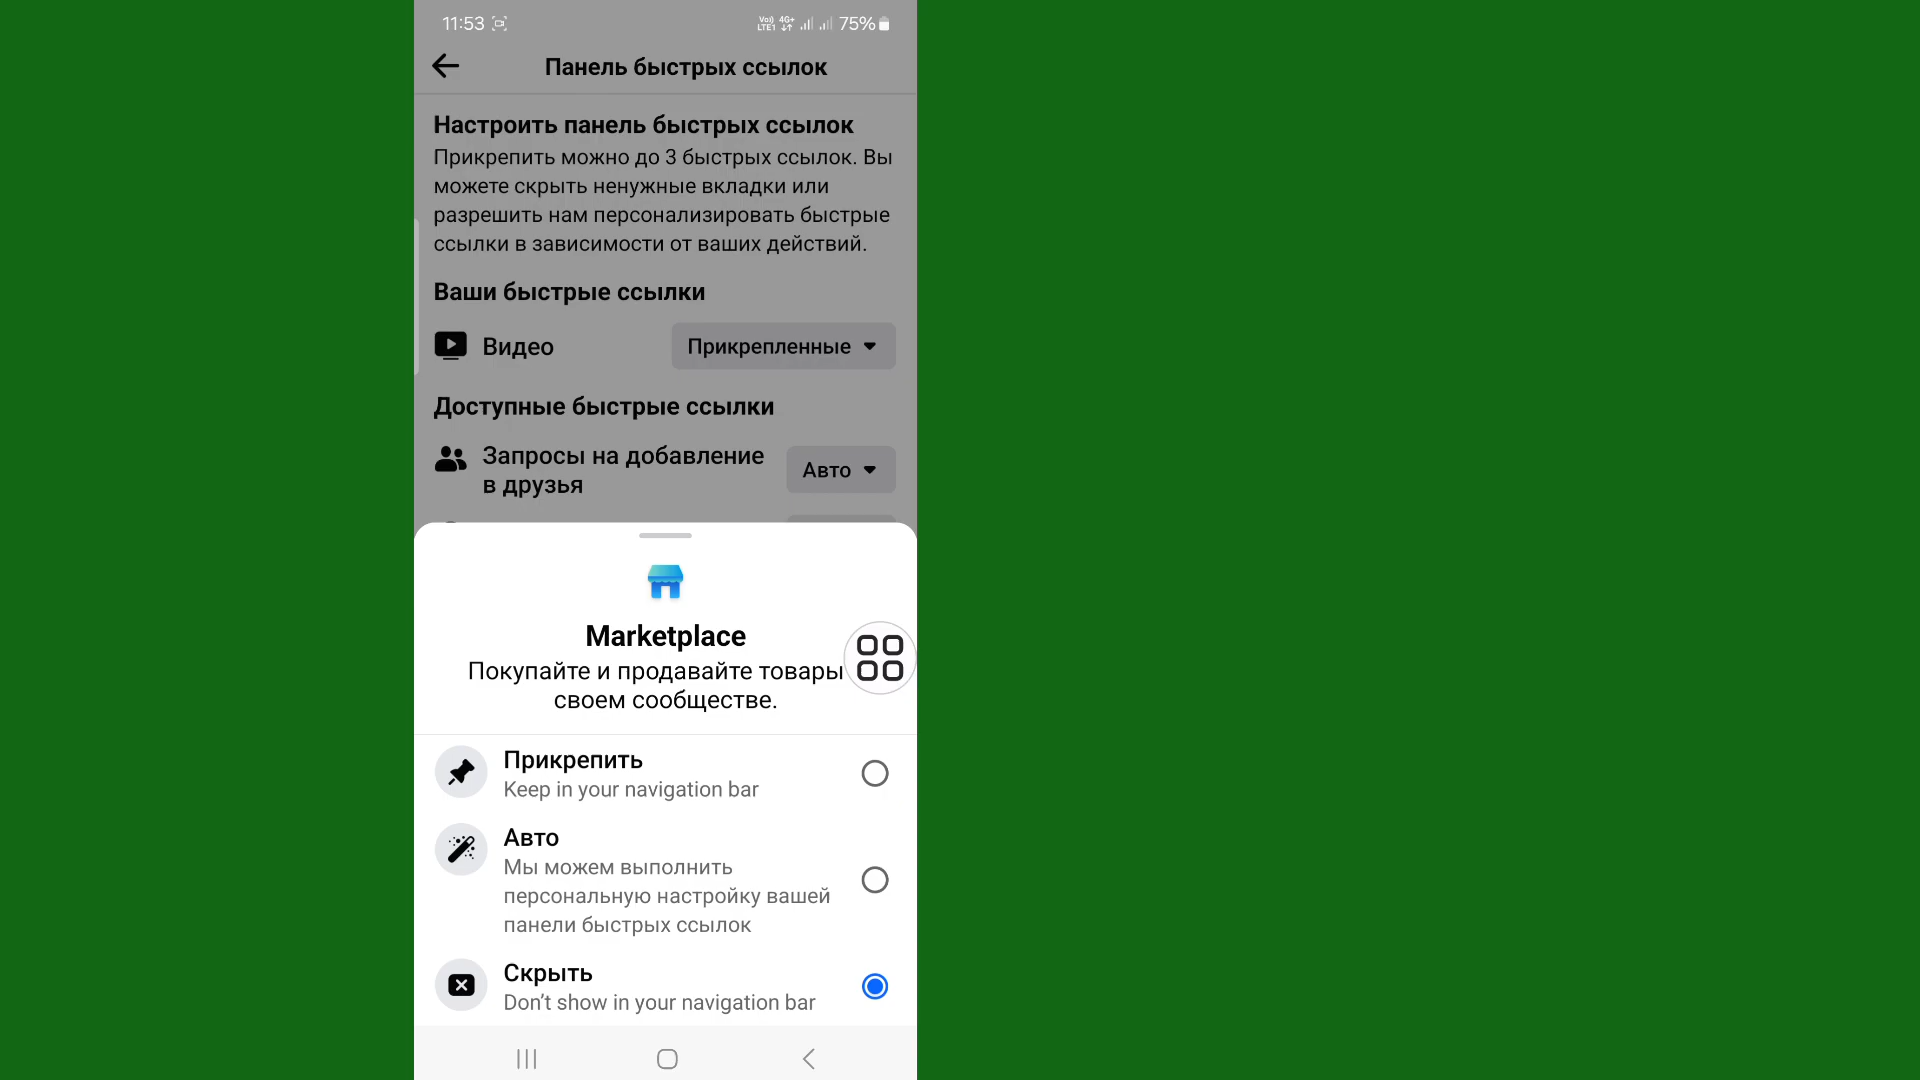 11:53
Vo) LTE1 4G+ 75%
Панель быстрых ссылок
Настроить панель быстрых ссылок
Прикрепить можно до 3 быстрых ссылок. Вы
можете скрыть ненужные вкладки или
разрешить нам персонализировать быстрые
ссылки в зависимости от ваших действий.
Ваши быстрые ссылки
Видео
Прикрепленные
Доступные быстрые ссылки
Запросы на добавление
в друзья
Авто
Marketplace
Покупайте и продавайте товары
своем сообществе.
Прикрепить
Keep in your navigation bar
Авто
Мы можем выполнить
персональную настройку вашей
панели быстрых ссылок
Скрыть
Don’t show in your navigation bar